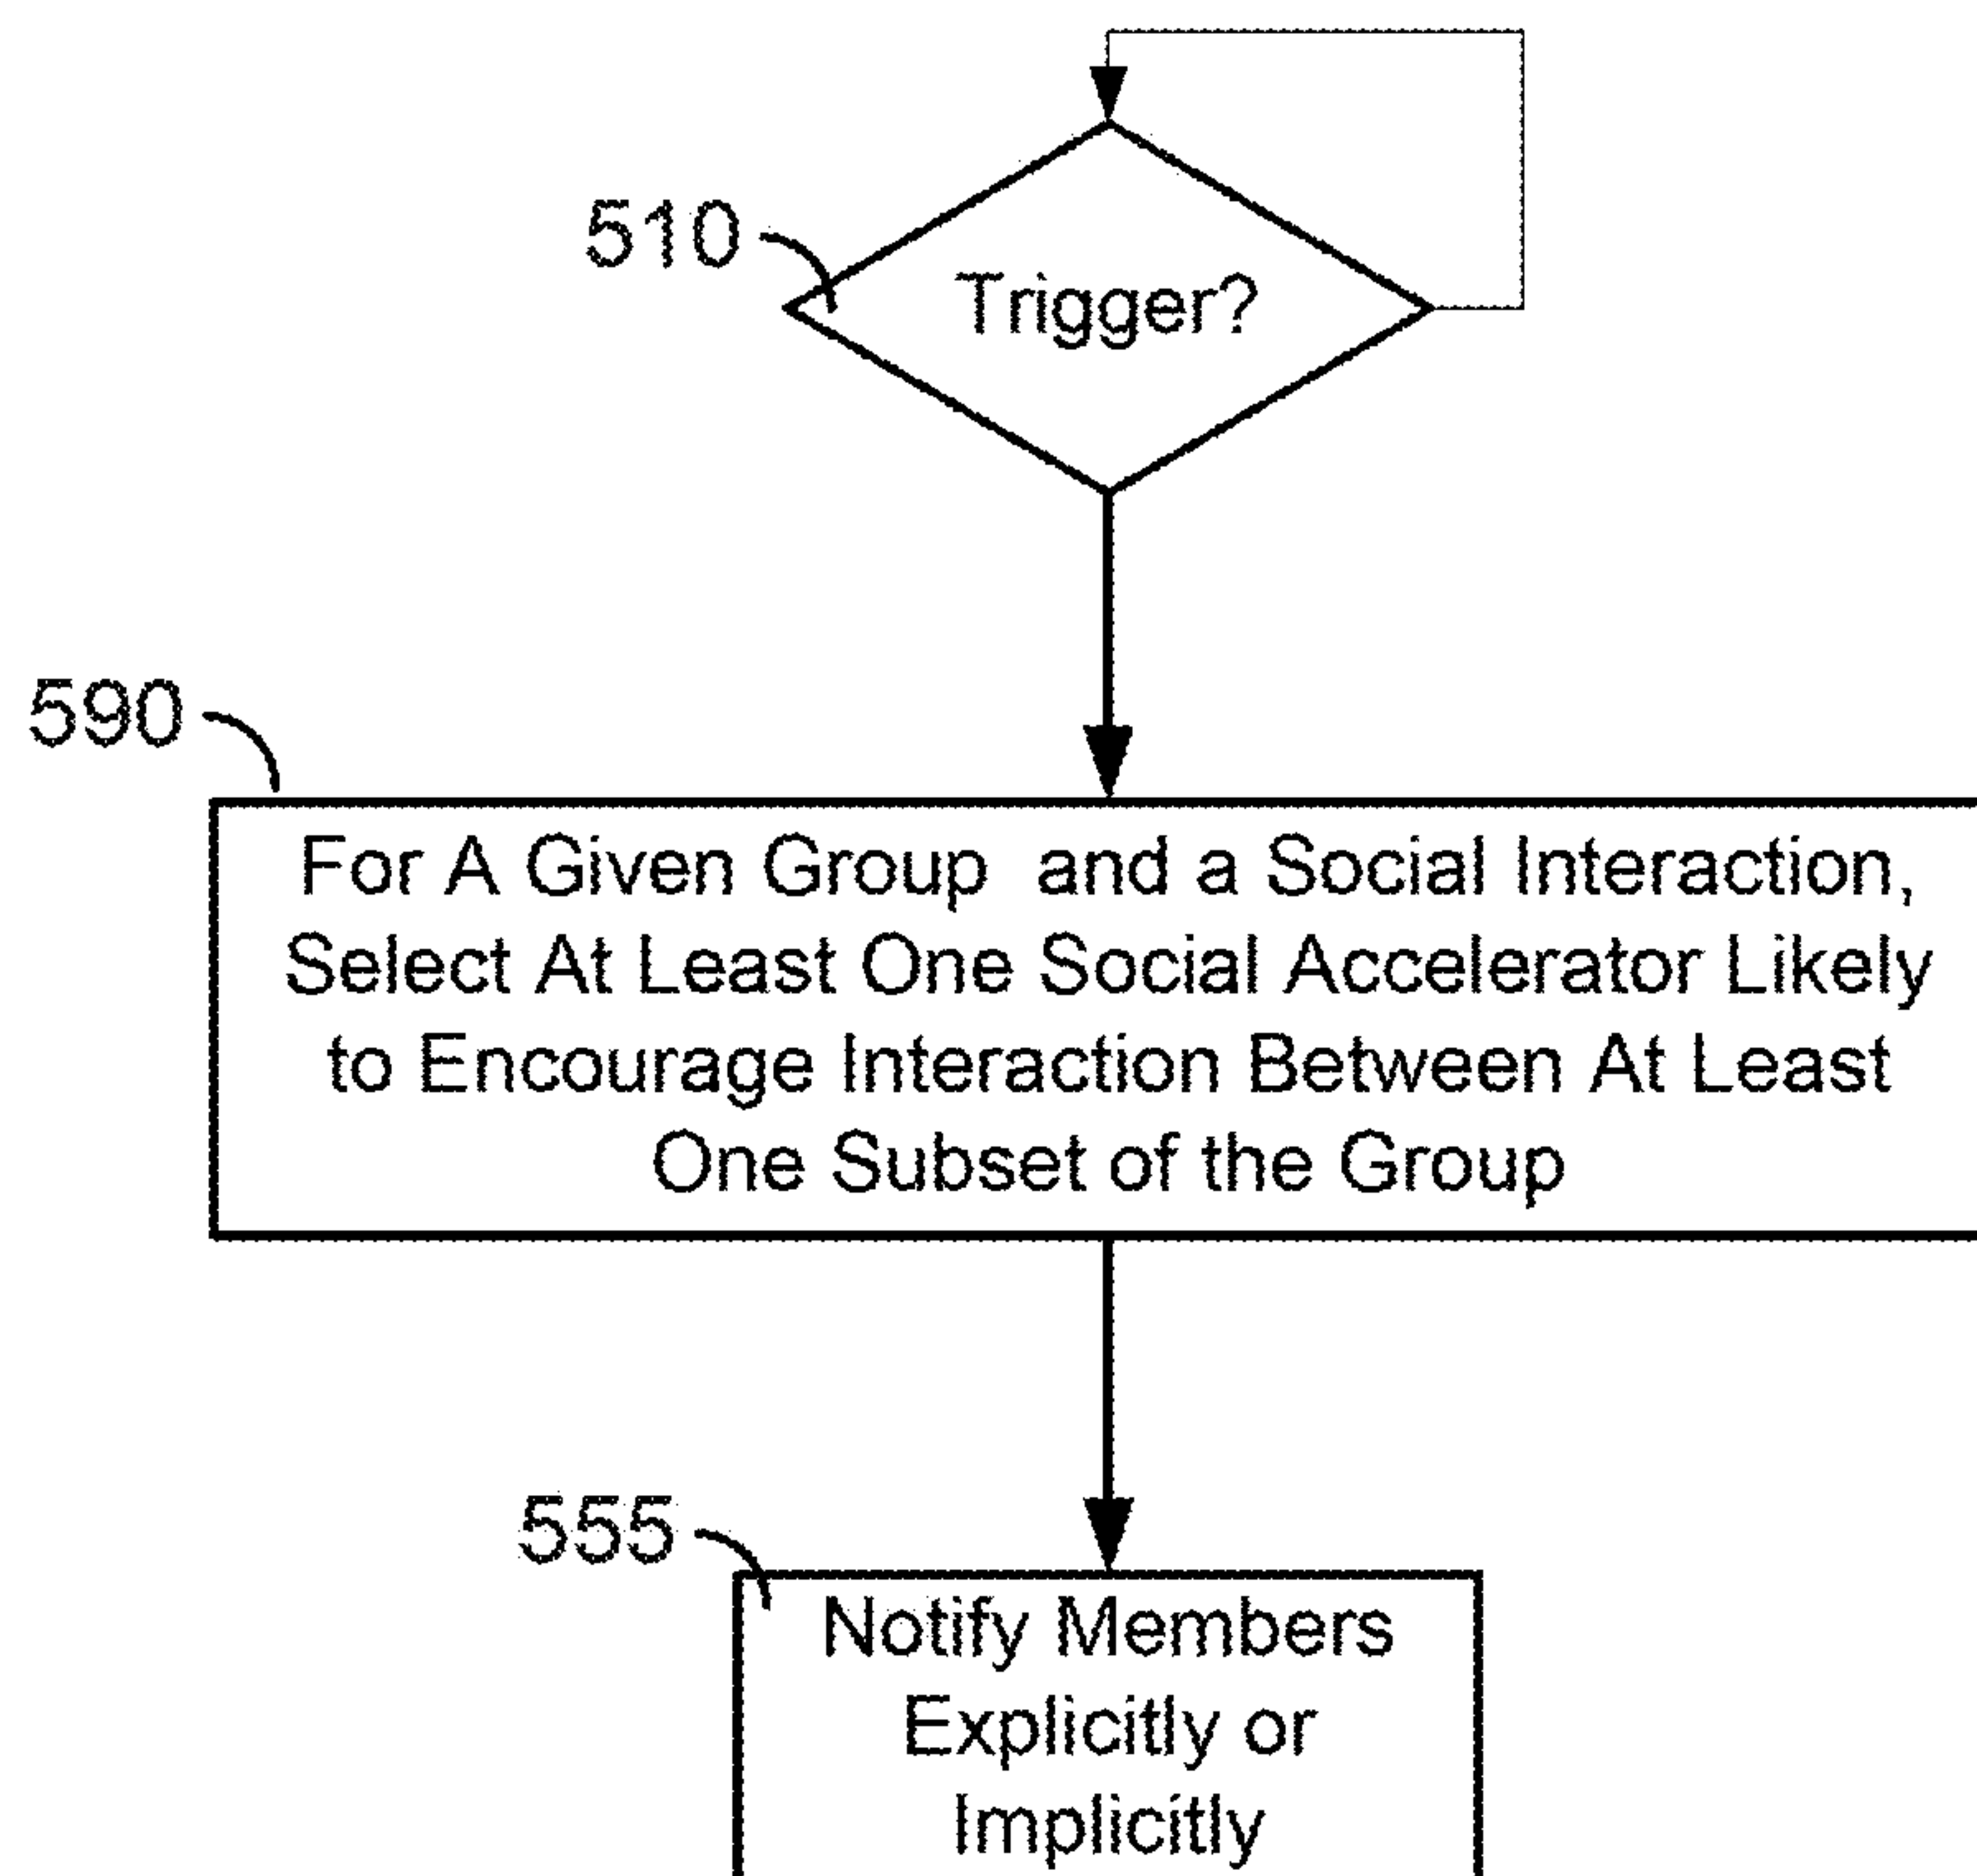 510
Trigger?
590
For A Given Group and a Social Interaction,
Select At Least One Social Accelerator Likely
to Encourage Interaction Between At Least
One Subset of the Group
555
Notify Members
Explicitly or
Implicitly